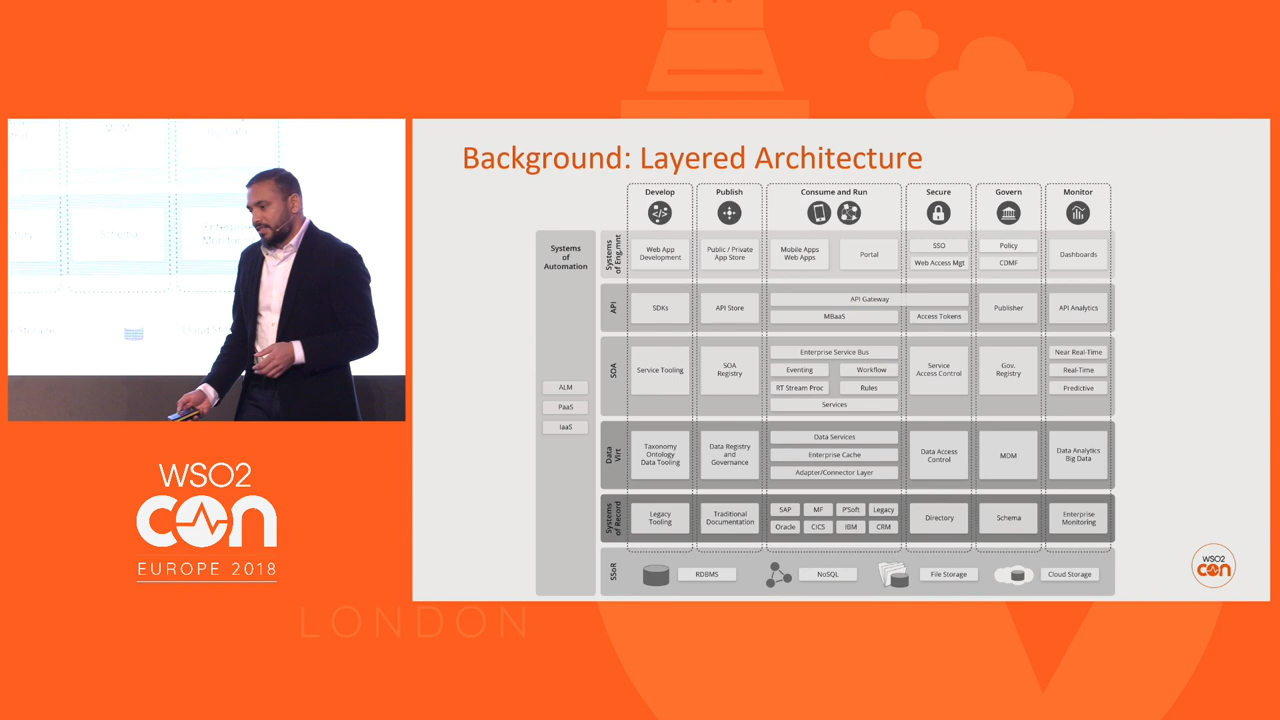 Background: Layered Architecture
Develop
Publish
Consume and Run
Secure
Govern
Monitor
Systems
of
Automation
ALM
PaaS
IaaS
Systems
of Eng.mnt
Web App
Development
Public / Private
App Store
Mobile Apps
Web Apps
Portal
SSO
Web Access Mgt
Policy
CDMF
Dashboards
API
SDKs
API Store
API Gateway
MBaaS
Access Tokens
Publisher
API Analytics
SOA
Service Tooling
SOA
Registry
Enterprise Service Bus
Eventing
Workflow
RT Stream Proc
Rules
Services
Service
Access Control
Gov.
Registry
Near Real-Time
Real-Time
Predictive
Data
Virt
Taxonomy
Ontology
Data Tooling
Data Registry
and
Governance
Data Services
Enterprise Cache
Adapter/Connector Layer
Data Access
Control
MDM
Data Analytics
Big Data
Systems
of Record
Legacy
Tooling
Traditional
Documentation
SAP
MF
P'Soft
Legacy
Oracle
CICS
IBM
CRM
Directory
Schema
Enterprise
Monitoring
SSoR
RDBMS
NoSQL
File Storage
Cloud Storage
WSO2
CON
Schema
WSO2
CON
EUROPE 2018
LONDON